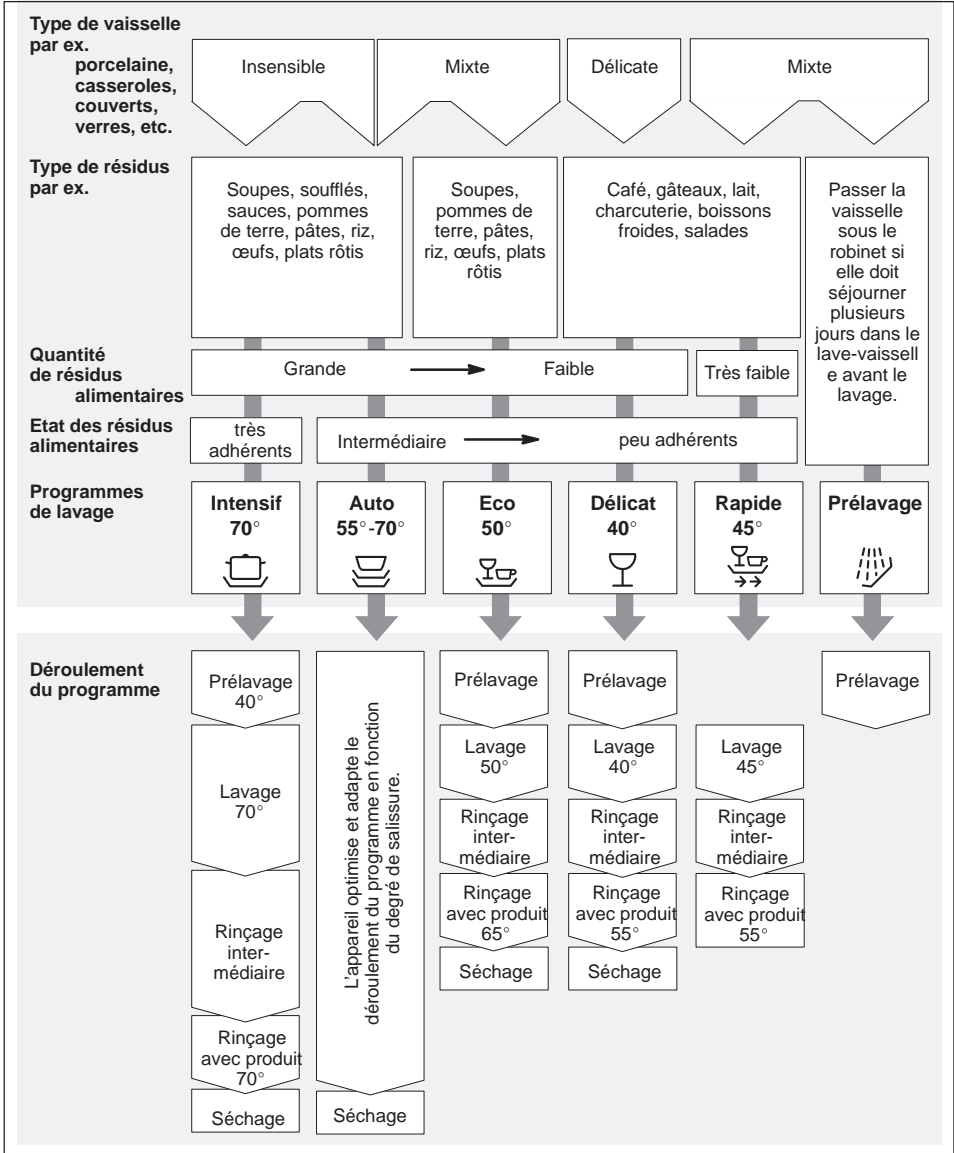 Type de vaisselle
par ex.
porcelaine,
casseroles,
couverts,
verres, etc.
Insensible
Mixte
Délicate
Mixte
Type de résidus
par ex.
Soupes, soufflés,
sauces, pommes
de terre, pâtes, riz,
œufs, plats rôtis
Soupes,
pommes de
terre, pâtes,
riz, œufs, plats
rôtis
Café, gâteaux, lait,
charcuterie, boissons
froides, salades
Passer la
vaisselle
sous le
robinet si
elle doit
séjourner
plusieurs
jours dans le
lave-vaissell
e avant le
lavage.
Quantité
de résidus
alimentaires
Grande
Faible
Très faible
Etat des résidus
alimentaires
très
adhérents
Intermédiaire
peu adhérents
Programmes
de lavage
Intensif
70°
Auto
55°-70°
Eco
50°
Délicat
40°
Rapide
45°
Prélavage
Déroulement
du programme
Prélavage
40°
Lavage
70°
Rinçage
inter-
médiaire
Rinçage
avec produit
70°
Séchage
L'appareil optimise et adapte le
déroulement du programme en fonction
du degré de salissure.
Séchage
Prélavage
Lavage
50°
Rinçage
inter-
médiaire
Rinçage
avec produit
65°
Séchage
Prélavage
Lavage
40°
Rinçage
inter-
médiaire
Rinçage
avec produit
55°
Séchage
Lavage
45°
Rinçage
inter-
médiaire
Rinçage
avec produit
55°
Prélavage